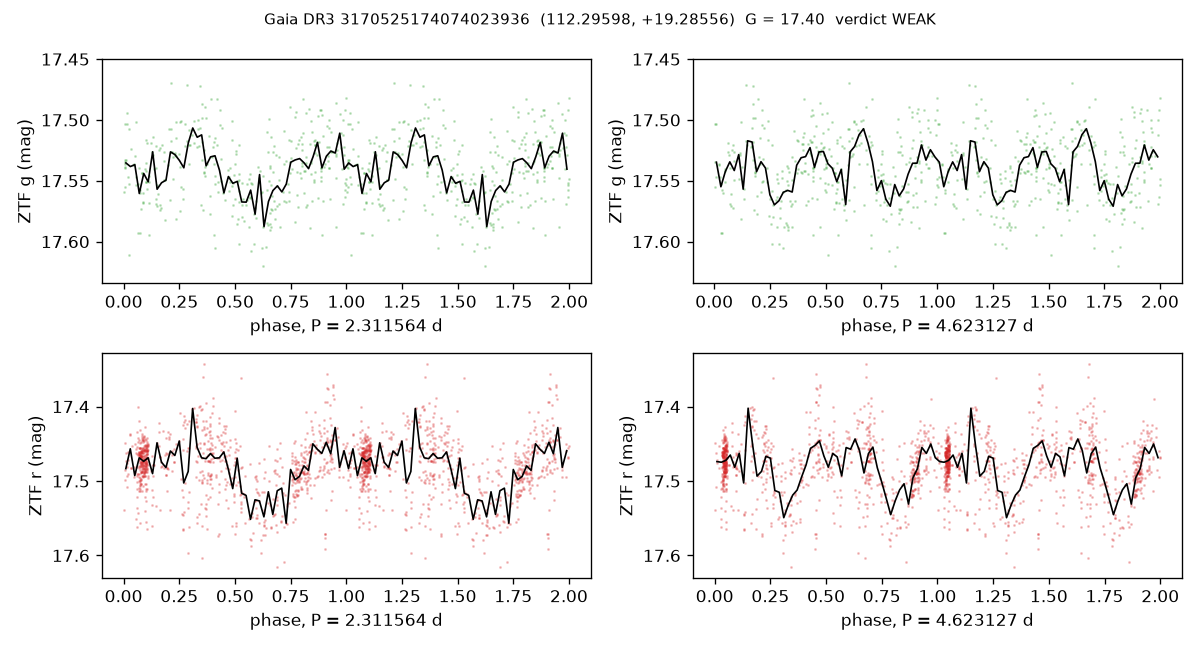 Gaia DR3 3170525174074023936 (112.29598, +19.28556) G = 17.40 verdict WEAK
17.45
17.50
17.55
17.60
ZTF g (mag)
0.00 0.25 0.50 0.75 1.00 1.25 1.50 1.75 2.00
phase, P = 2.311564 d
17.45
17.50
17.55
17.60
ZTF g (mag)
0.00 0.25 0.50 0.75 1.00 1.25 1.50 1.75 2.00
phase, P = 4.623127 d
17.4
17.5
17.6
ZTF r (mag)
0.00 0.25 0.50 0.75 1.00 1.25 1.50 1.75 2.00
phase, P = 2.311564 d
17.4
17.5
17.6
ZTF r (mag)
0.00 0.25 0.50 0.75 1.00 1.25 1.50 1.75 2.00
phase, P = 4.623127 d